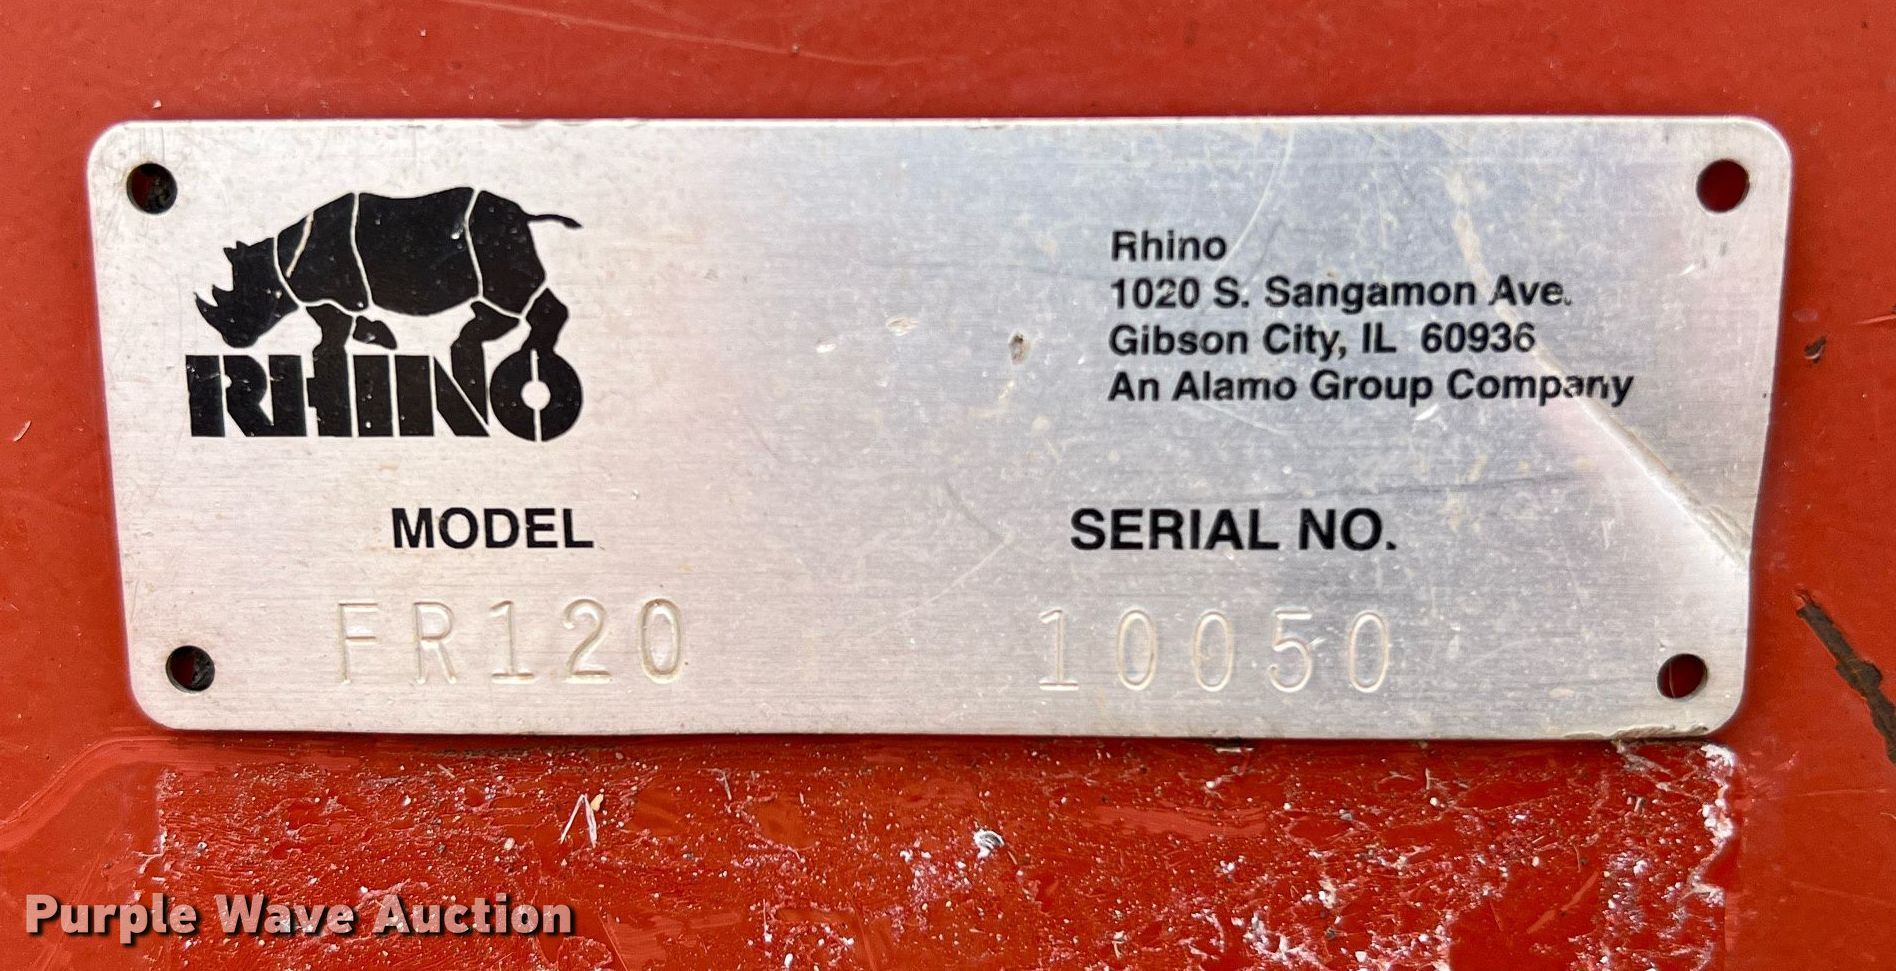 RHINO
Rhino
1020 S. Sangamon Ave.
Gibson City, IL 60936
An Alamo Group Company
MODEL
SERIAL NO.
FR120
10050
Purple Wave Auction